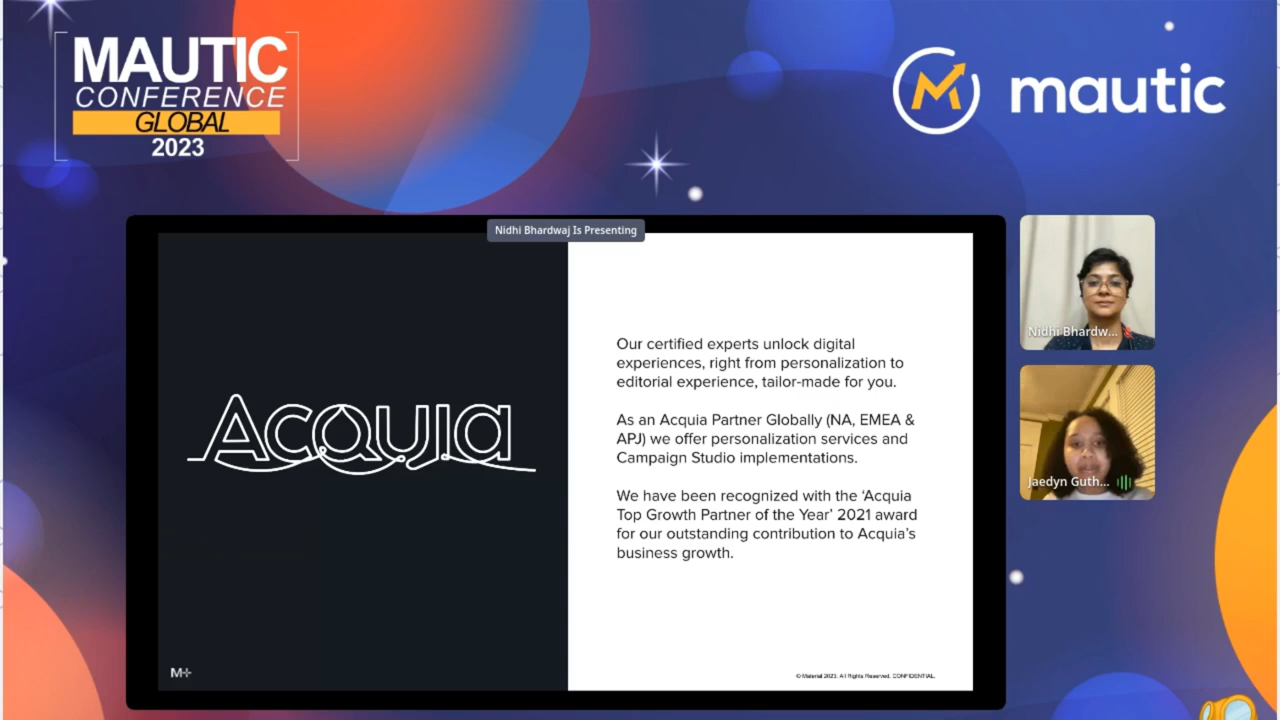 MAUTIC
CONFERENCE
GLOBAL
2023
mautic
Nidhi Bhardwaj Is Presenting
Acquia
Our certified experts unlock digital
experiences, right from personalization to
editorial experience, tailor-made for you.
As an Acquia Partner Globally (NA, EMEA &
APJ) we offer personalization services and
Campaign Studio implementations.
We have been recognized with the ‘Acquia
Top Growth Partner of the Year’ 2021 award
for our outstanding contribution to Acquia’s
business growth.
M+
© Material 2023. All Rights Reserved. CONFIDENTIAL.
Nidhi Bhardw...
Jaedyn Guth...